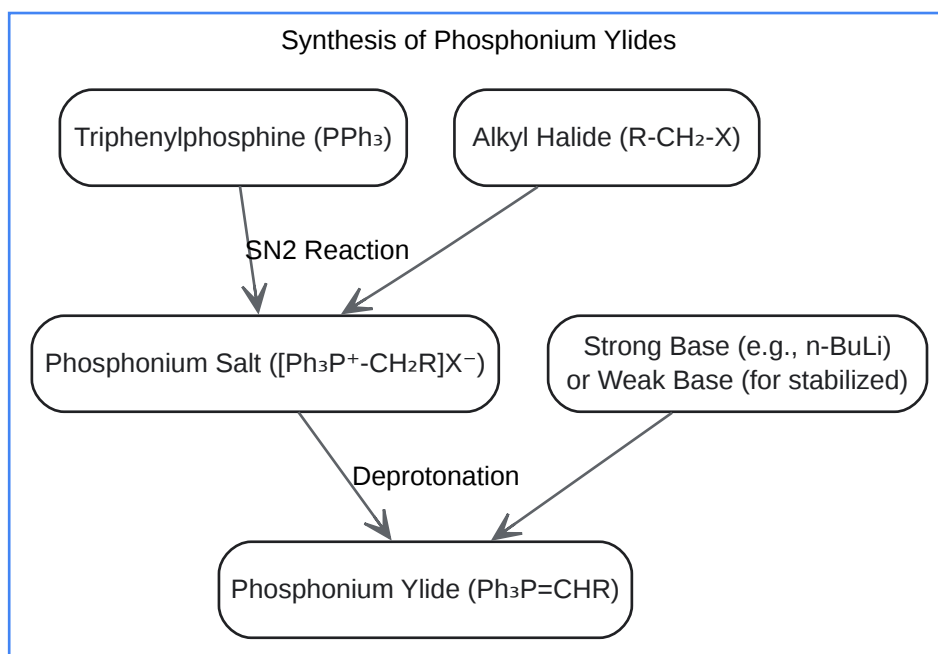 Synthesis of Phosphonium Ylides
Triphenylphosphine (PPh₃)
Alkyl Halide (R-CH₂-X)
SN2 Reaction
Phosphonium Salt ([Ph₃P⁺-CH₂R]X⁻)
Strong Base (e.g., n-BuLi)
or Weak Base (for stabilized)
Deprotonation
Phosphonium Ylide (Ph₃P=CHR)